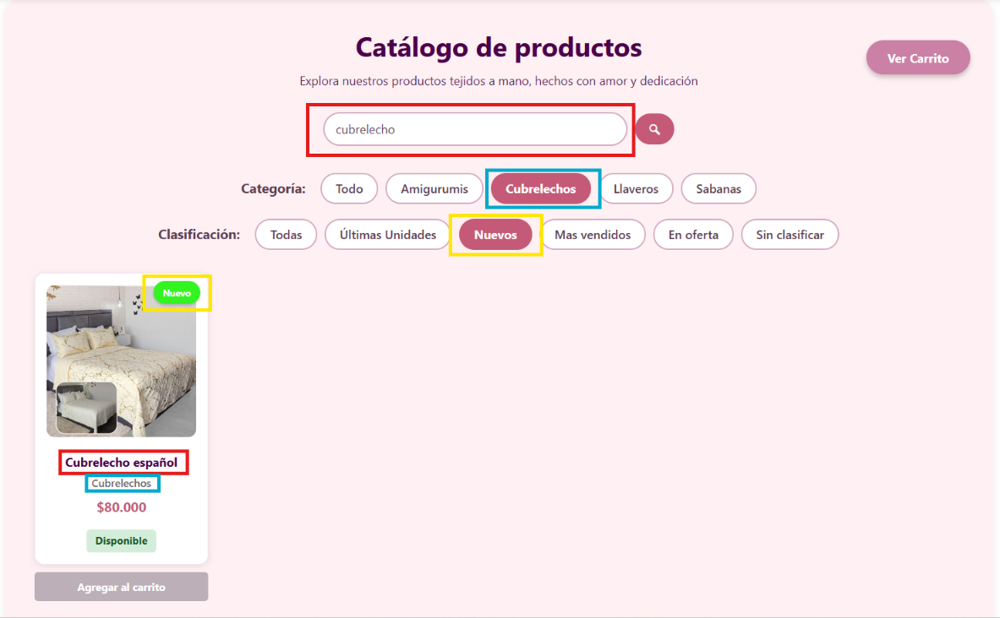 Catálogo de productos
Ver Carrito
Explora nuestros productos tejidos a mano, hechos con amor y dedicación
cubrelecho
Categoría: Todo Amigurumis Cubrelechos Llaveros Sabanas
Clasificación: Todas Últimas Unidades Nuevos Mas vendidos En oferta Sin clasificar
Nuevo
Cubrelecho español
Cubrelechos
$80.000
Disponible
Agregar al carrito